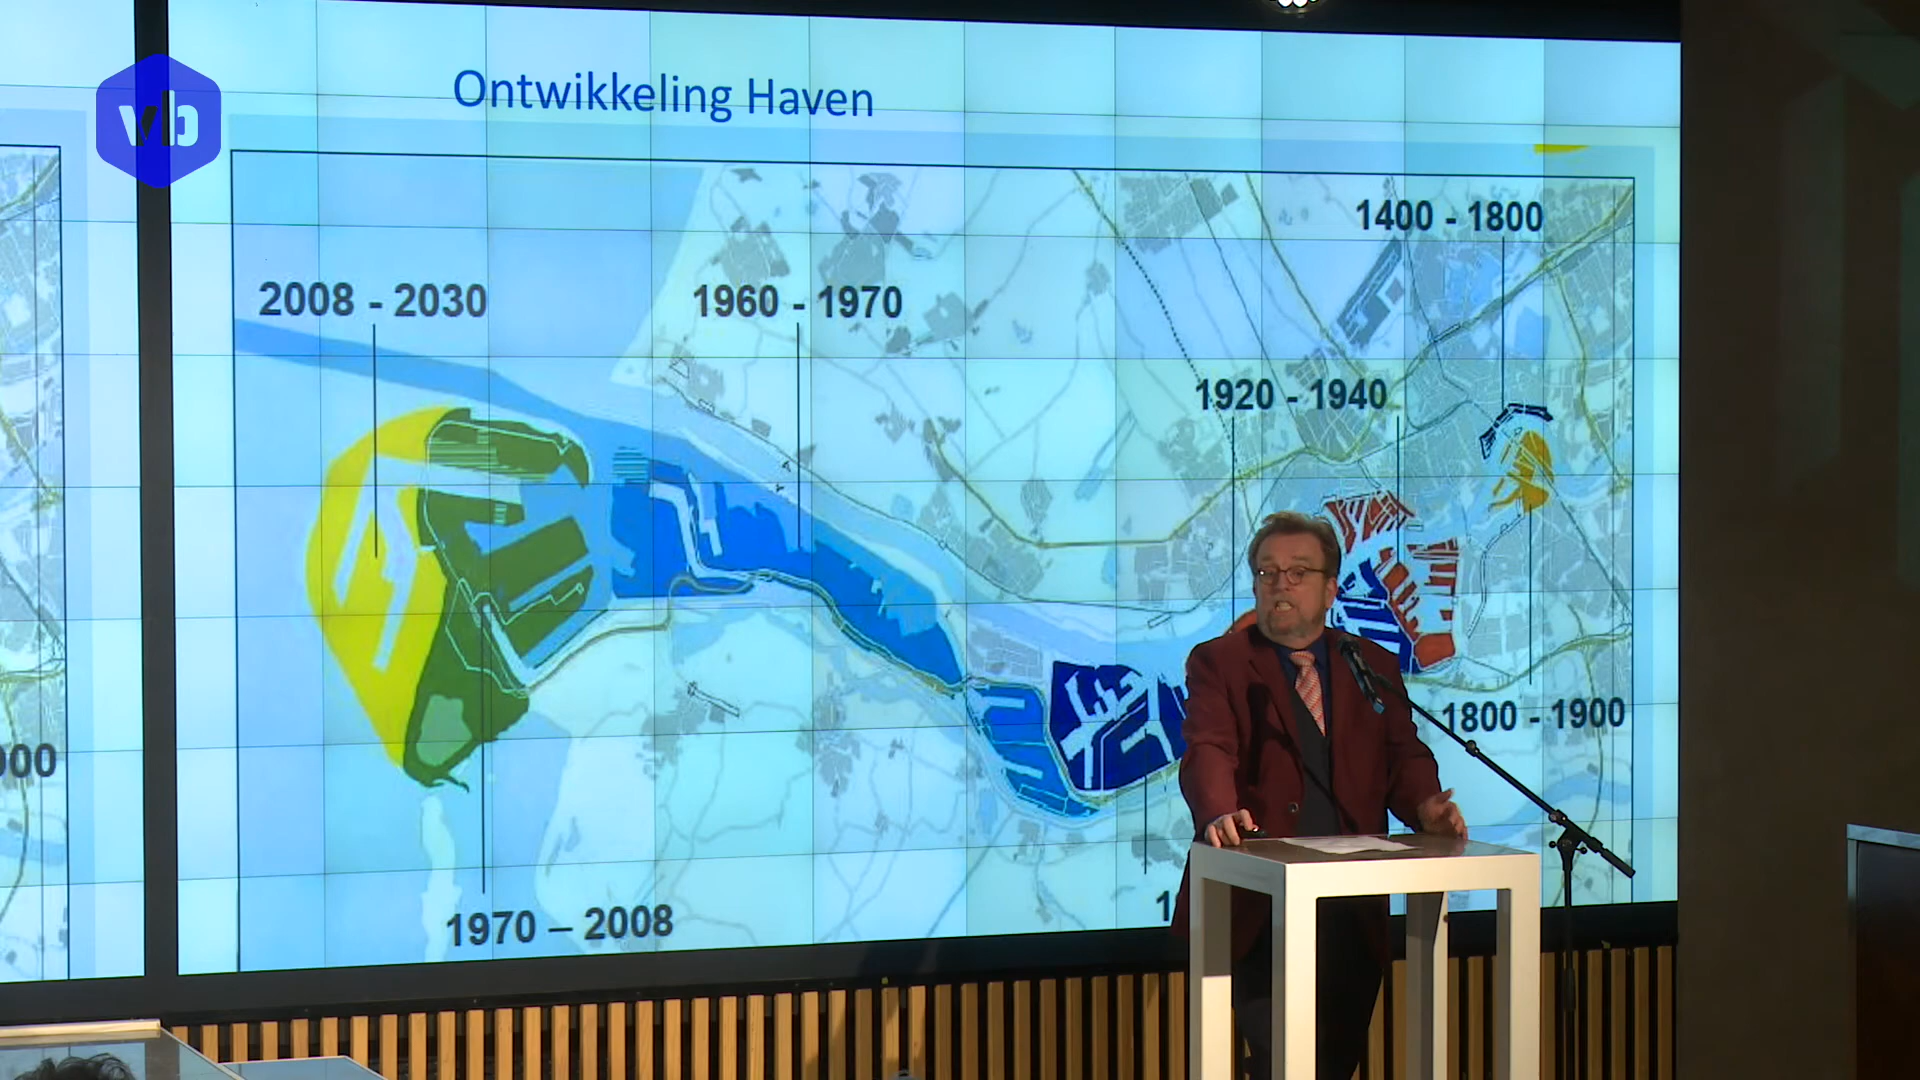 vb
Ontwikkeling Haven
1400 - 1800
2008 - 2030
1960 - 1970
1920 - 1940
1800 - 1900
1970 – 2008